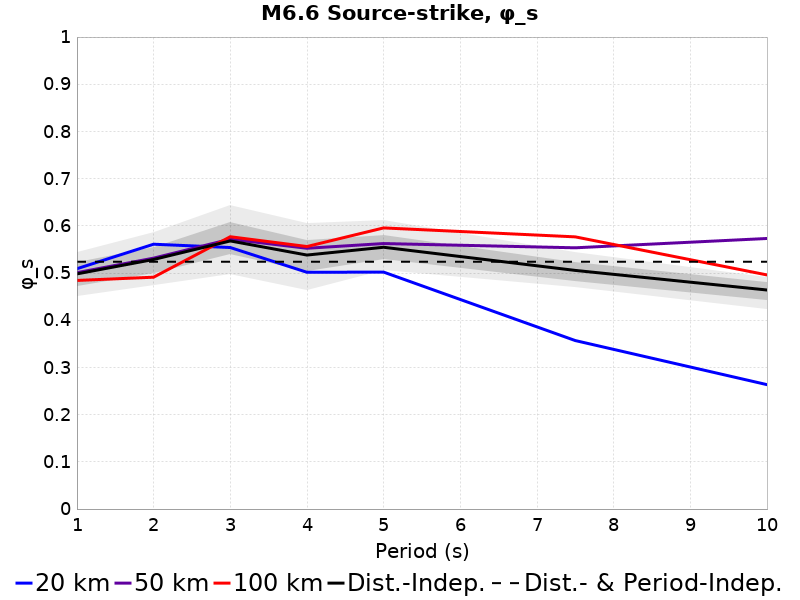 M6.6 Source-strike, φ_s
1
0.9
0.8
0.7
0.6
0.5
0.4
0.3
0.2
0.1
0
φ_s
1 2 3 4 5 6 7 8 9 10
Period (s)
20 km 50 km 100 km Dist.-Indep. Dist.- & Period-Indep.